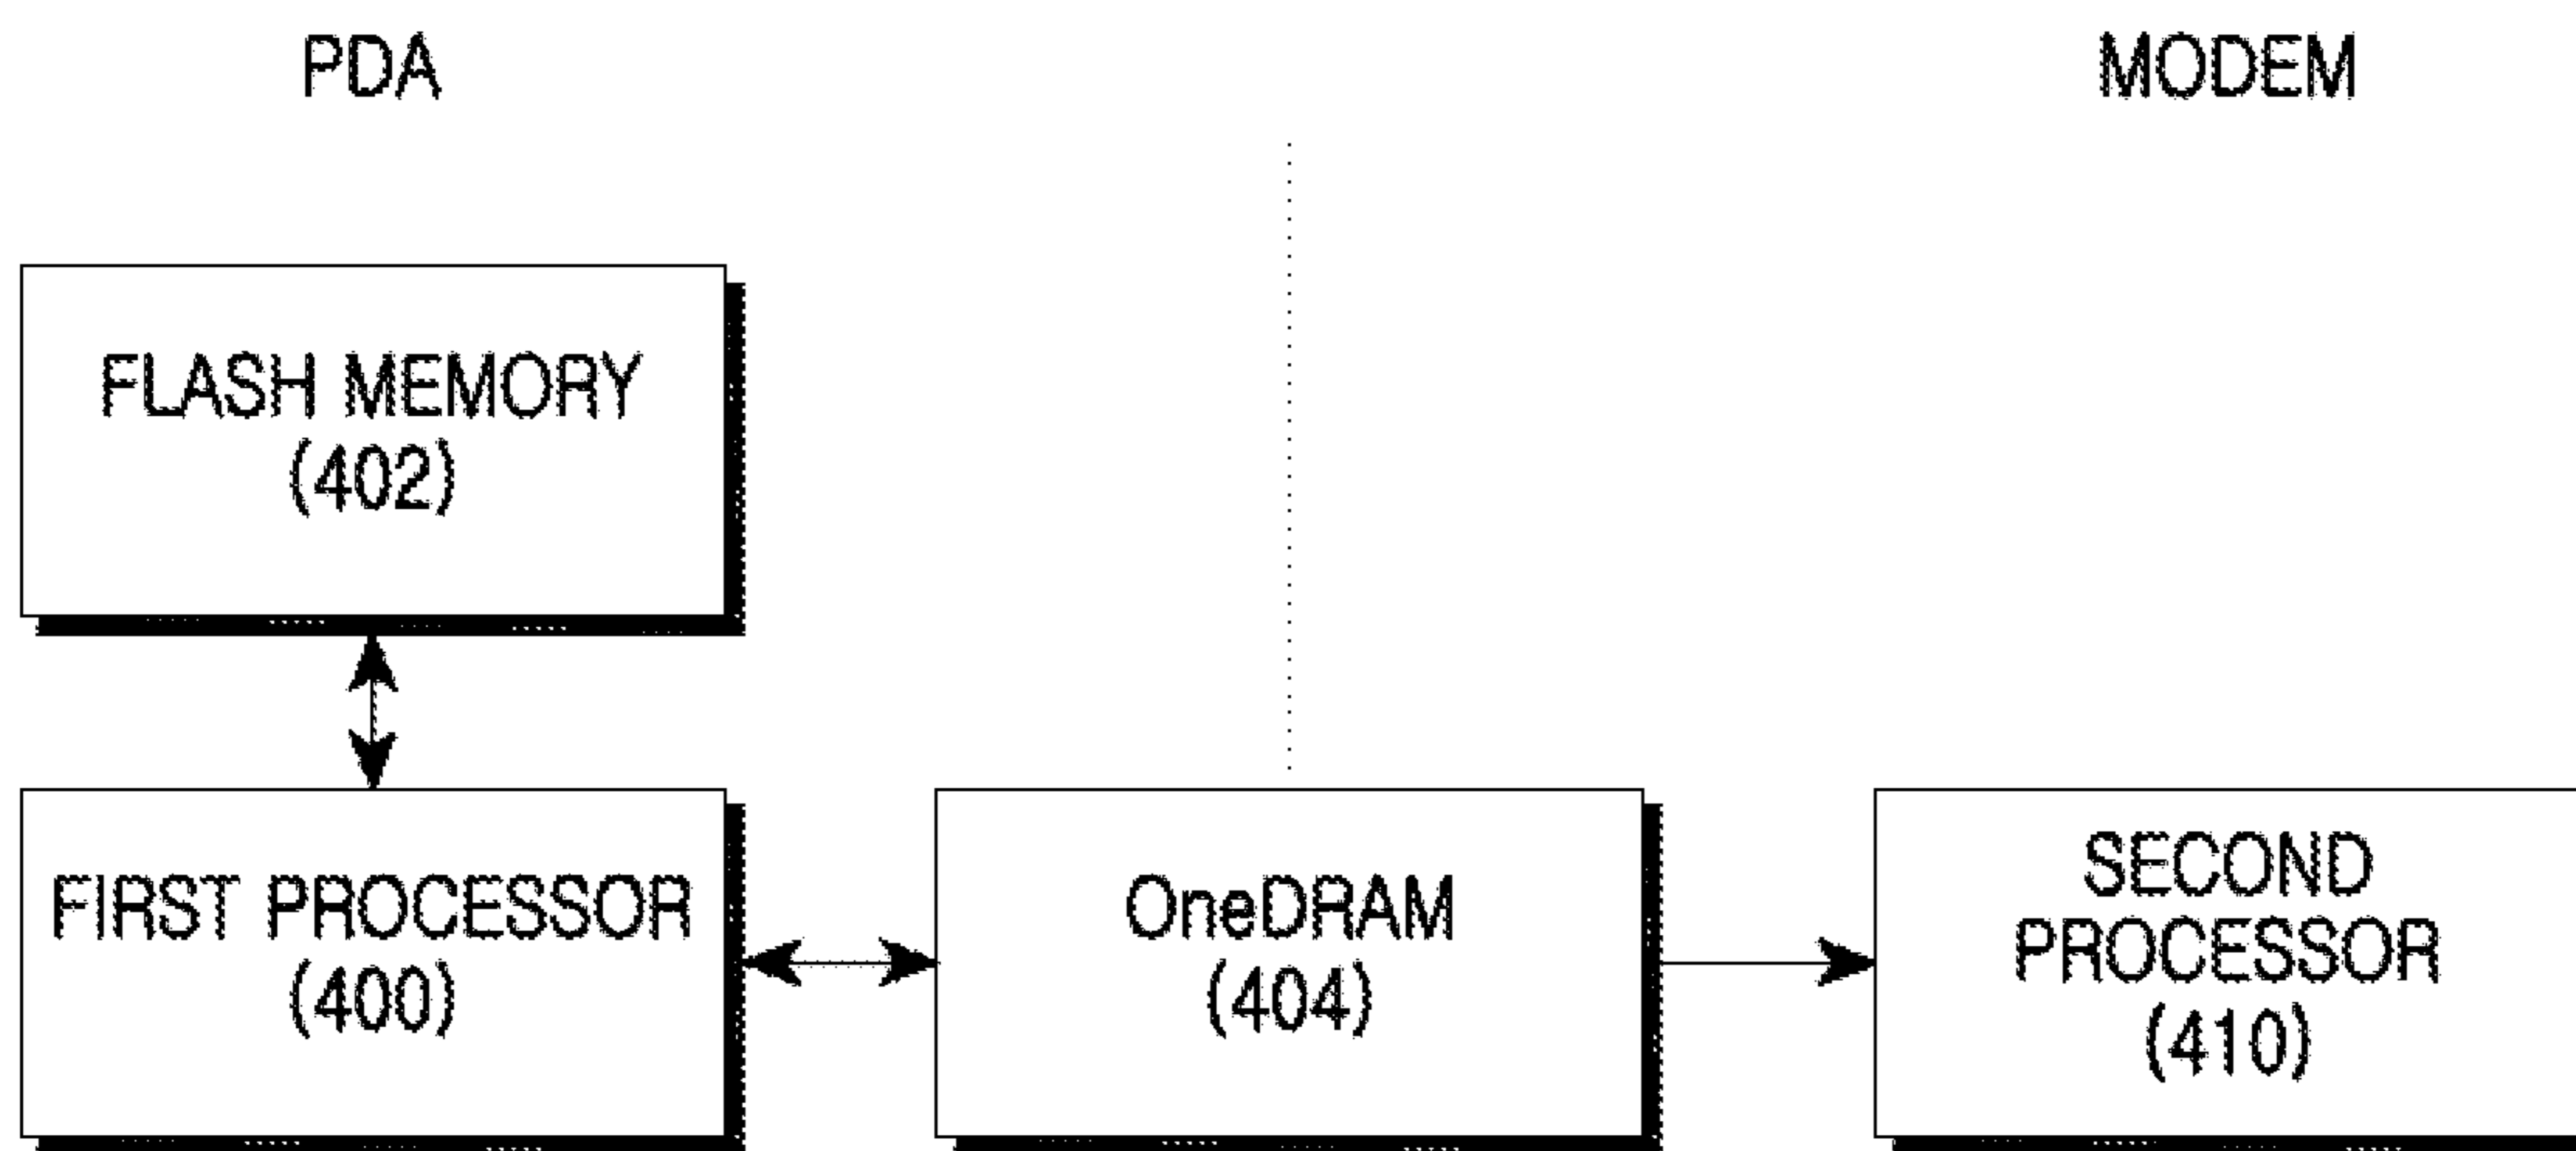 PDA
MODEM
FLASH MEMORY
(402)
FIRST PROCESSOR
(400)
OneDRAM
(404)
SECOND
PROCESSOR
(410)